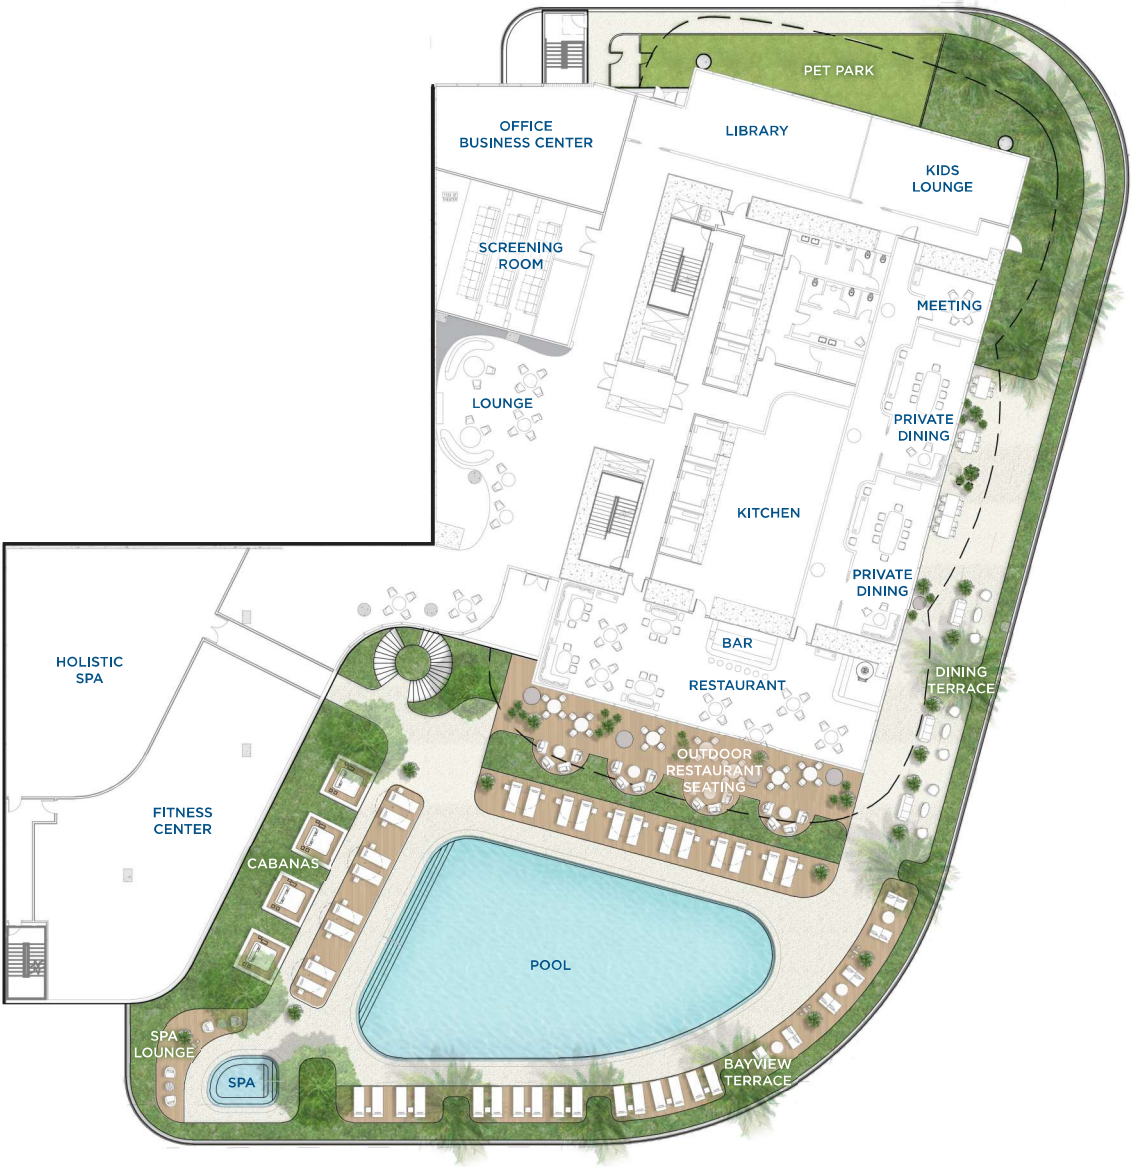 PET PARK
OFFICE
BUSINESS CENTER
LIBRARY
KIDS
LOUNGE
SCREENING
ROOM
MEETING
LOUNGE
PRIVATE
DINING
KITCHEN
PRIVATE
DINING
BAR
HOLISTIC
SPA
RESTAURANT
DINING
TERRACE
OUTDOOR
RESTAURANT
SEATING
FITNESS
CENTER
CABANAS
POOL
SPA
LOUNGE
BAYVIEW
TERRACE
SPA